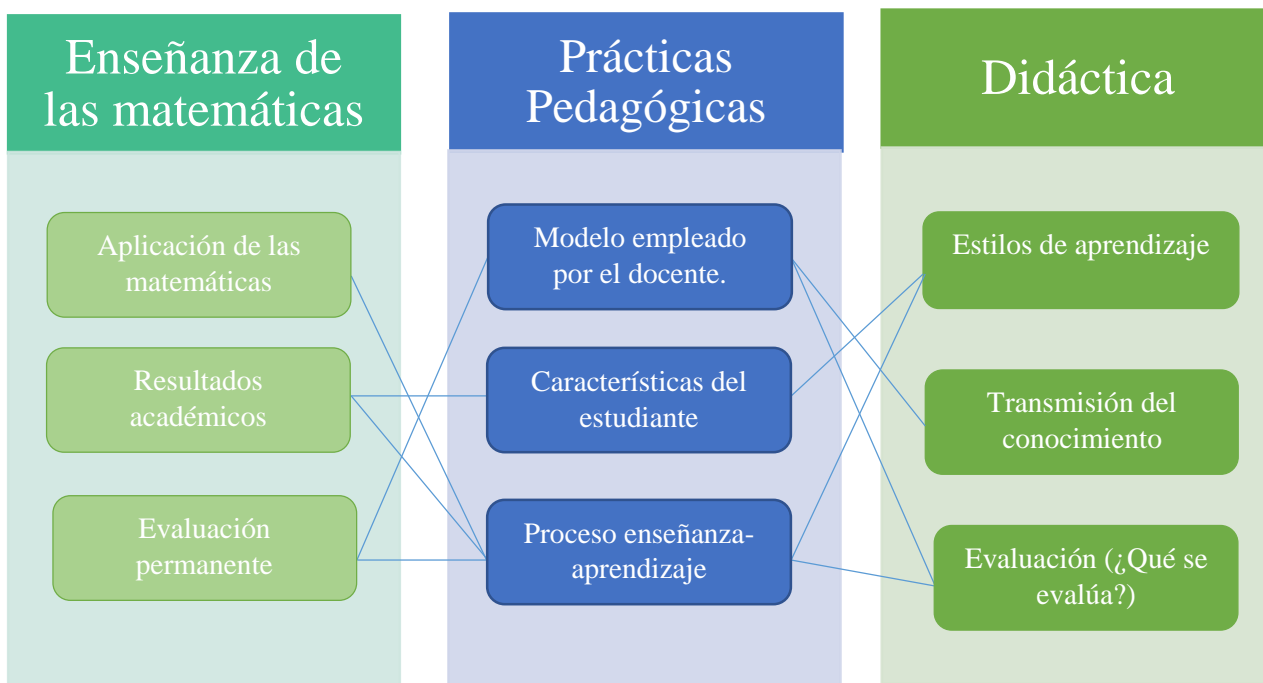 Enseñanza de
las matemáticas
Aplicación de las
matemáticas
Resultados
académicos
Evaluación
permanente
Prácticas
Pedagógicas
Modelo empleado
por el docente.
Características del
estudiante
Proceso enseñanza-
aprendizaje
Didáctica
Estilos de aprendizaje
Transmisión del
conocimiento
Evaluación (¿Qué se
evalúa?)